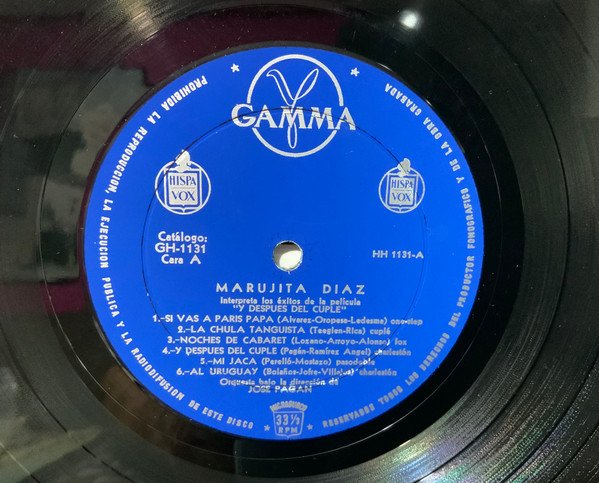 GAMMA
HISPA
VOX
HISPA
VOX
Catálogo:
GH-1131
Cara A
HH 1131-A
MARUJITA DIAZ
Interpreta los éxitos de la película
"Y DESPUES DEL CUPLE"
1.-SI VAS A PARIS PAPA (Alvarez-Oropesa-Ledesma) one-step
2.-LA CHULA TANGUISTA (Teeglen-Rica) cuplé
3.-NOCHES DE CABARET (Lozano-Arroyo-Alonso) fox
4.-Y DESPUES DEL CUPLE (Pagán-Ramírez Angel) charlestón
5.-MI JACA (Perelló-Mostazo) pasodoble
6.-AL URUGUAY (Bolaños-Jofre-Villajos) charlestón
Orquesta bajo la dirección de
JOSE PAGAN
33 1/3
RPM
PROHIBIDA LA REPRODUCCION, LA EJECUCION PUBLICA Y LA RADIODIFUSION DE ESTE DISCO
RESERVADOS TODOS LOS DERECHOS DEL PRODUCTOR FONOGRAFICO Y DE LA OBRA GRABADA